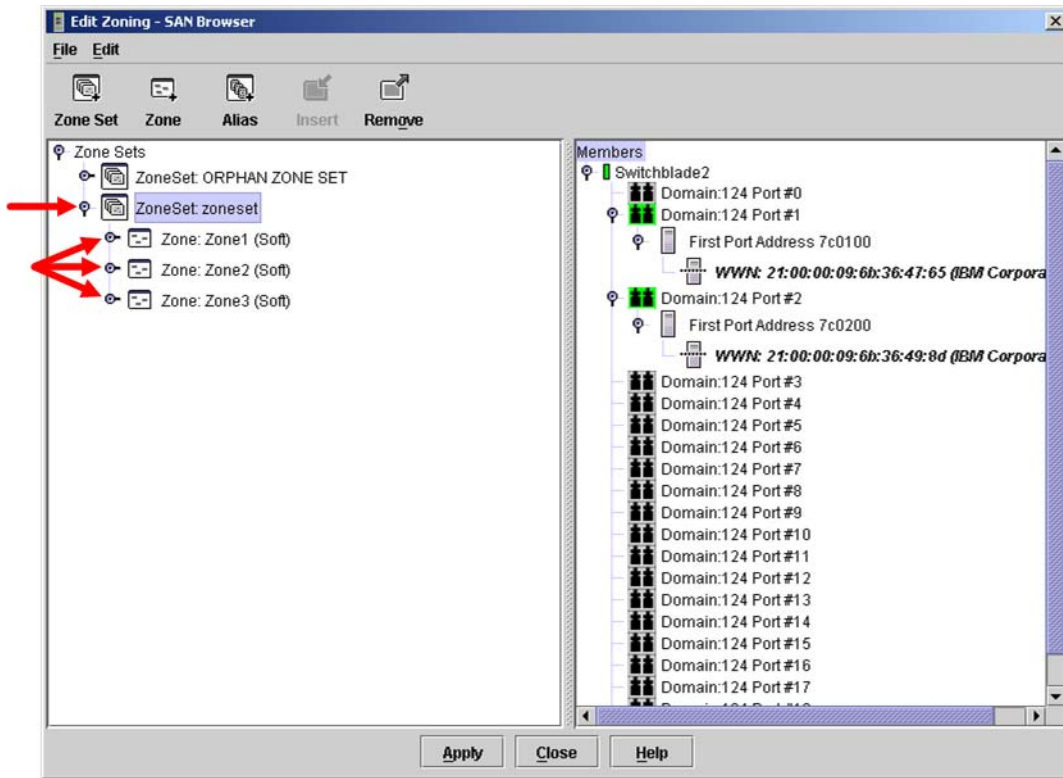 Edit Zoning - SAN Browser
File Edit
Zone Set Zone Alias Insert Remove
Zone Sets
ZoneSet: ORPHAN ZONE SET
ZoneSet: zoneset
Zone: Zone1 (Soft)
Zone: Zone2 (Soft)
Zone: Zone3 (Soft)
Members
Switchblade2
Domain:124 Port #0
Domain:124 Port #1
First Port Address 7c0100
WWN: 21:00:00:09:6b:36:47:65 (IBM Corpora
Domain:124 Port #2
First Port Address 7c0200
WWN: 21:00:00:09:6b:36:49:8d (IBM Corpora
Domain:124 Port #3
Domain:124 Port #4
Domain:124 Port #5
Domain:124 Port #6
Domain:124 Port #7
Domain:124 Port #8
Domain:124 Port #9
Domain:124 Port #10
Domain:124 Port #11
Domain:124 Port #12
Domain:124 Port #13
Domain:124 Port #14
Domain:124 Port #15
Domain:124 Port #16
Domain:124 Port #17
Apply Close Help